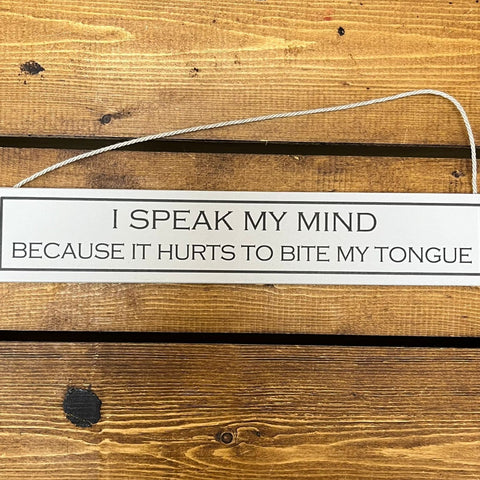 I SPEAK MY MIND
BECAUSE IT HURTS TO BITE MY TONGUE